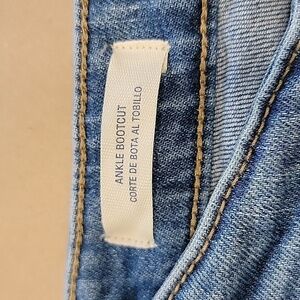 ANKLE BOOTCUT
CORTE DE BOTA AL TOBILLO